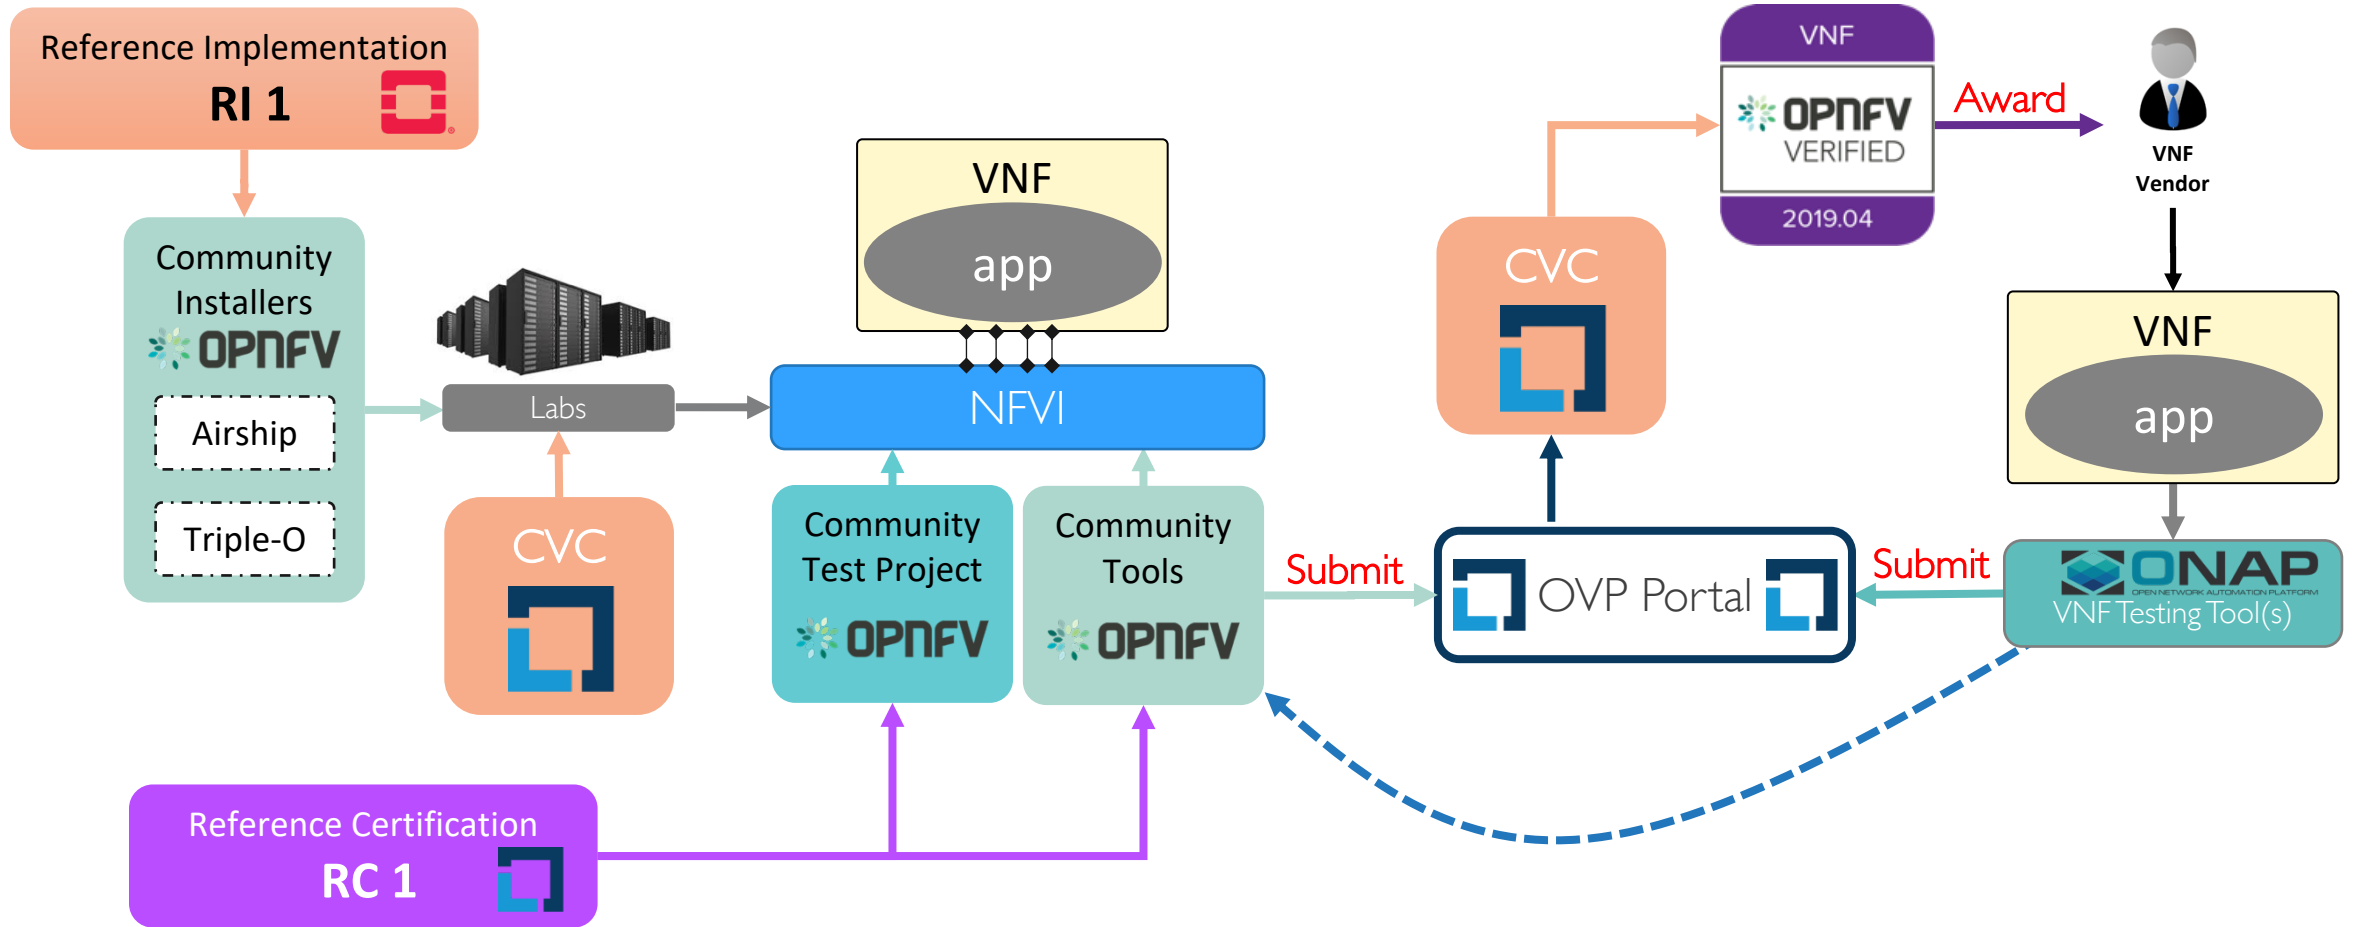 Reference Implementation
RI 1
®
Community
Installers
OPNFV
Airship
Triple-O
Labs
CVC
VNF
app
NFVI
Community
Test Project
OPNFV
Community
Tools
OPNFV
Reference Certification
RC 1
Submit
OVP Portal
CVC
VNF
OPNFV
VERIFIED
2019.04
Award
VNF
Vendor
VNF
app
Submit
ONAP
OPEN NETWORK AUTOMATION PLATFORM
VNF Testing Tool(s)